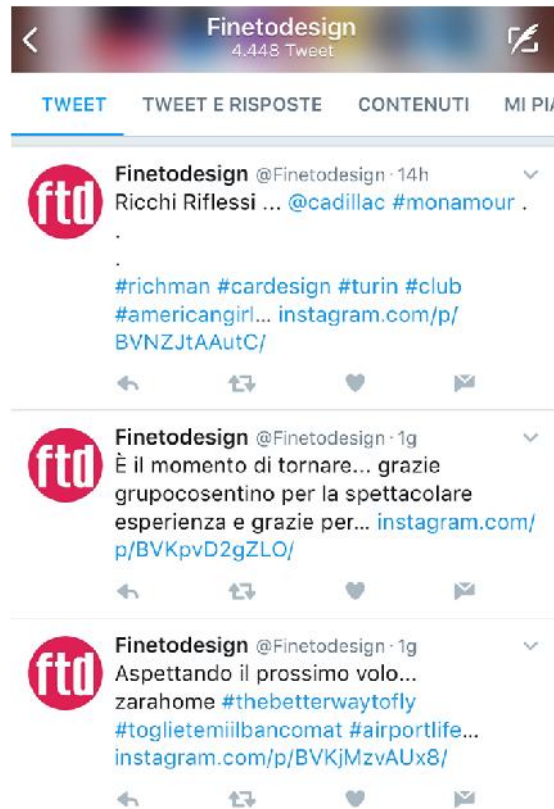 Finetodesign
4.448 Tweet
TWEET TWEET E RISPOSTE CONTENUTI MI PIA
ftd
Finetodesign @Finetodesign · 14h
Ricchi Riflessi ... @cadillac #monamour .
.
.
#richman #cardesign #turin #club
#americangirl... instagram.com/p/
BVNZJtAAutC/
ftd
Finetodesign @Finetodesign · 1g
È il momento di tornare... grazie
grupocosentino per la spettacolare
esperienza e grazie per... instagram.com/
p/BVKpvD2gZLO/
ftd
Finetodesign @Finetodesign · 1g
Aspettando il prossimo volo...
zarahome #thebetterwaytofly
#toglietemiilbancomat #airportlife...
instagram.com/p/BVKjMzvAUx8/